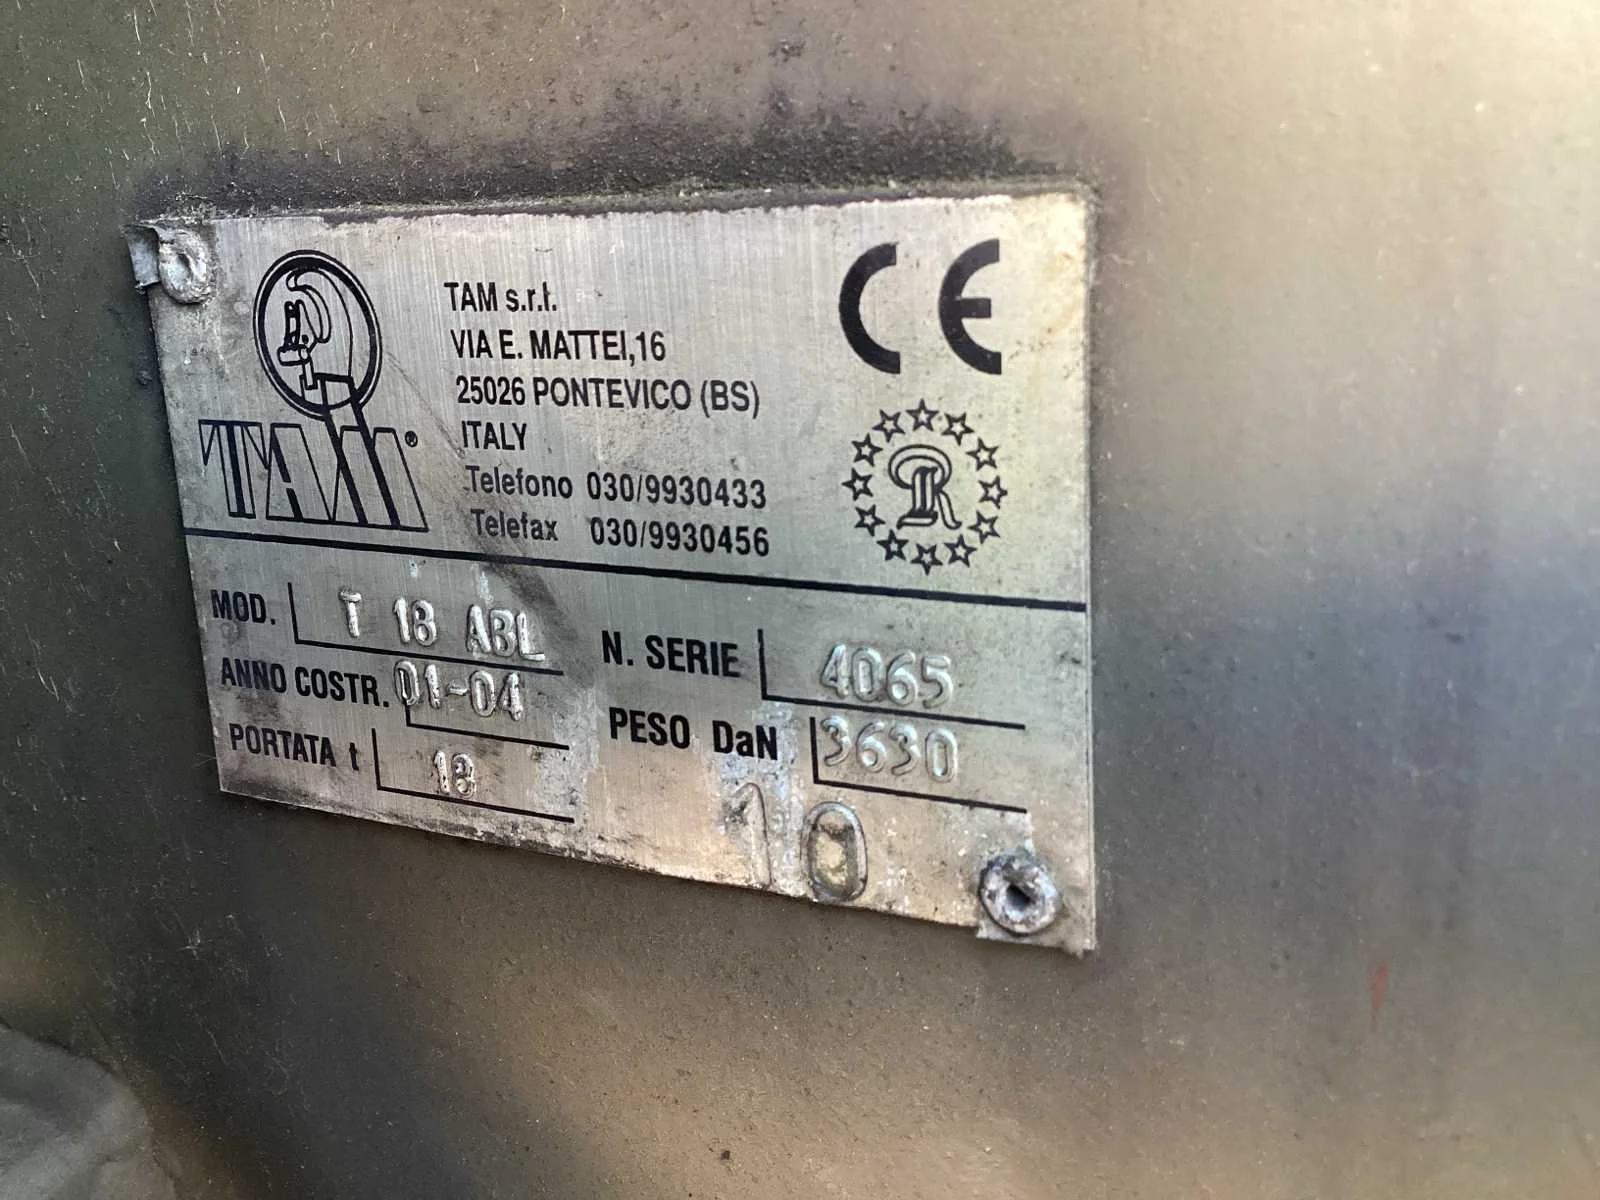 TAM®
TAM s.r.l.
VIA E. MATTEI,16
25026 PONTEVICO (BS)
ITALY
Telefono 030/9930433
Telefax 030/9930456
CE
R
MOD. T 18 ABL
ANNO COSTR. 01-04
PORTATA t 18
N. SERIE 4065
PESO DaN 3630
10